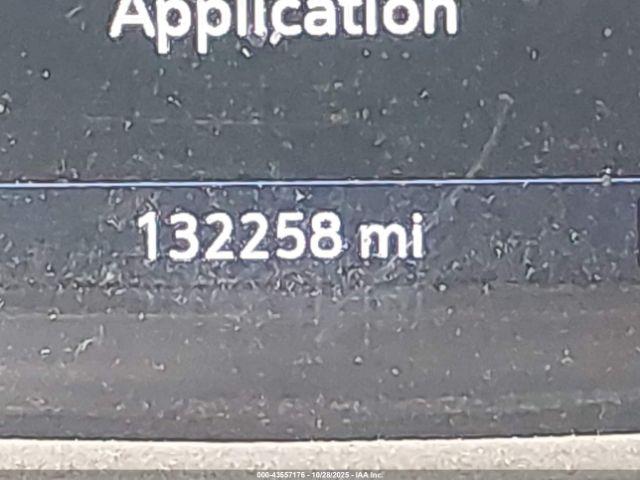 Application
132258 mi
000-43557176 - 10/28/2025 - IAA Inc.